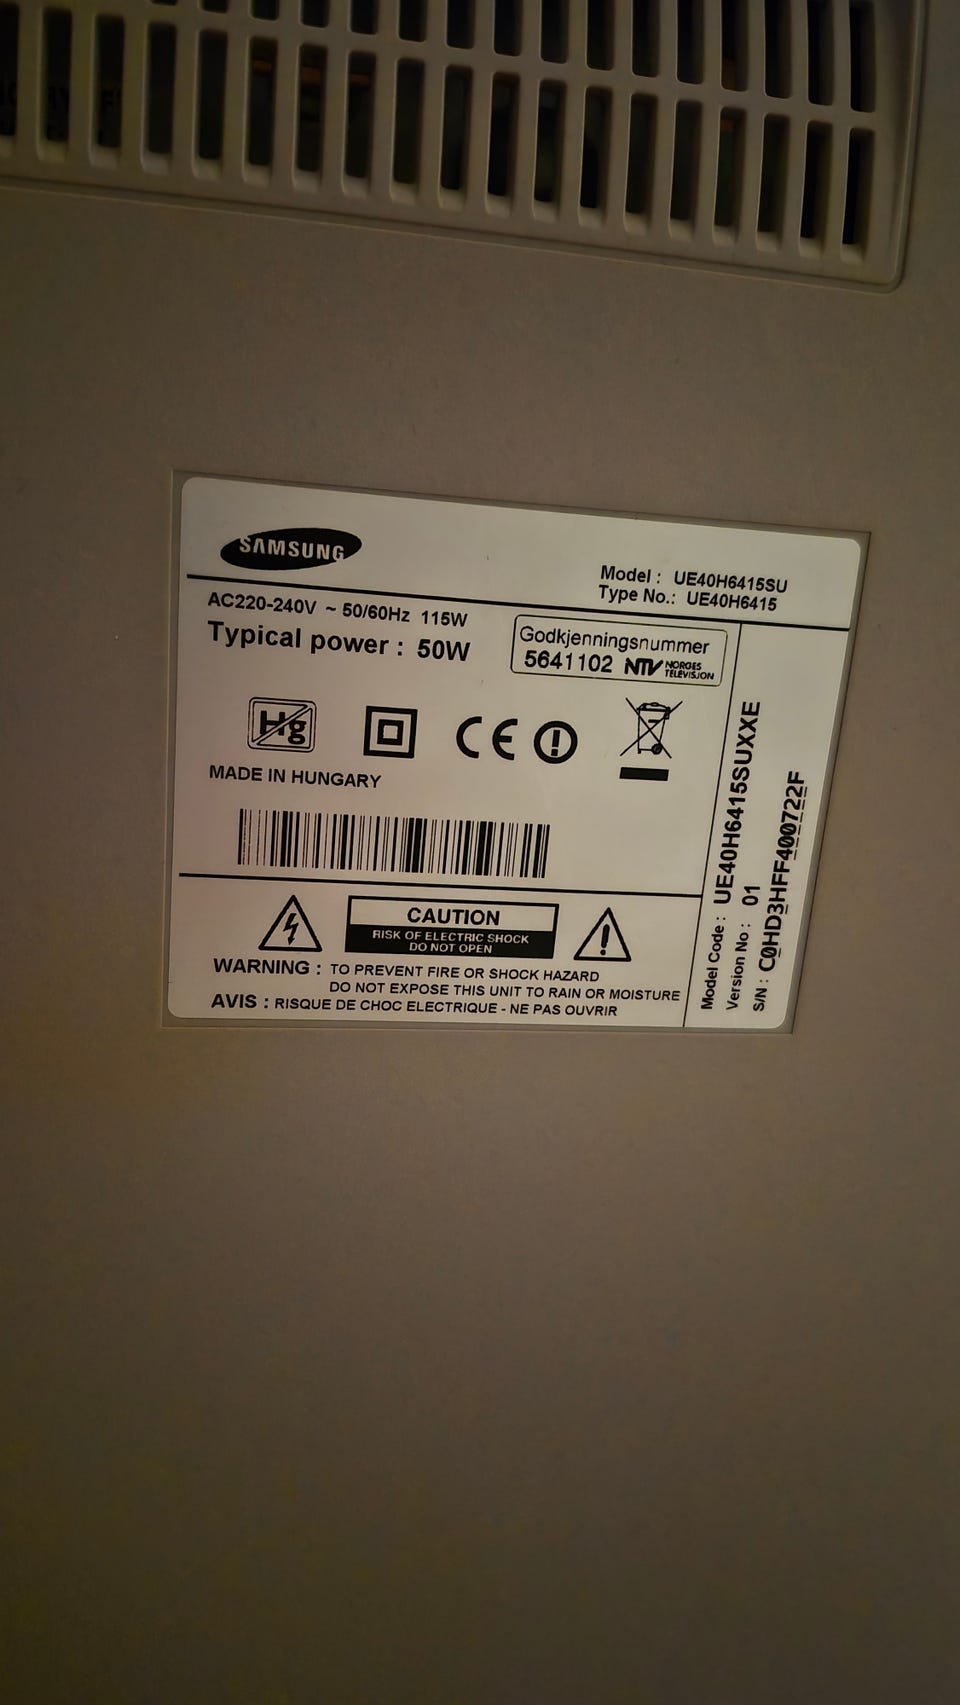 SAMSUNG
Model : UE40H6415SU
Type No.: UE40H6415
AC220-240V ~ 50/60Hz 115W
Typical power : 50W
Godkjenningsnummer
5641102 NTV NORGES TELEVISJON
Hg
CE
MADE IN HUNGARY
CAUTION
RISK OF ELECTRIC SHOCK
DO NOT OPEN
WARNING : TO PREVENT FIRE OR SHOCK HAZARD
DO NOT EXPOSE THIS UNIT TO RAIN OR MOISTURE
AVIS : RISQUE DE CHOC ELECTRIQUE - NE PAS OUVRIR
Model Code : UE40H6415SUXXE
Version No : 01
S/N : C0HD3HFF400722F